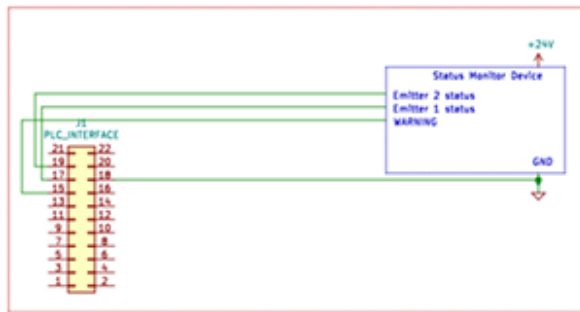 +24V
Status Monitor Device
Emitter 2 status
Emitter 1 status
WARNING
GND
J1
PLC_INTERFACE
21 22
19 20
17 18
15 16
13 14
11 12
9 10
7 8
5 6
3 4
1 2